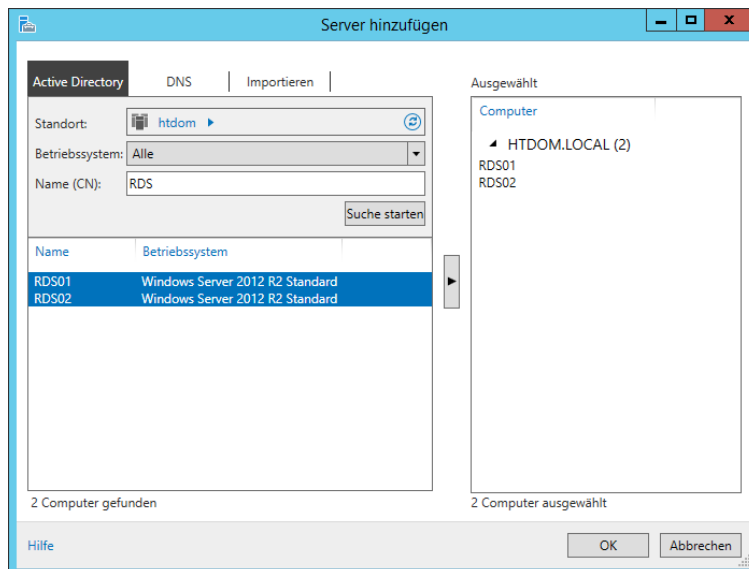 Server hinzufügen
Active Directory
DNS
Importieren
Standort:
htdom
Betriebssystem:
Alle
Name (CN):
RDS
Suche starten
Name
Betriebssystem
RDS01
Windows Server 2012 R2 Standard
RDS02
Windows Server 2012 R2 Standard
2 Computer gefunden
Ausgewählt
Computer
HTDOM.LOCAL (2)
RDS01
RDS02
2 Computer ausgewählt
Hilfe
OK
Abbrechen